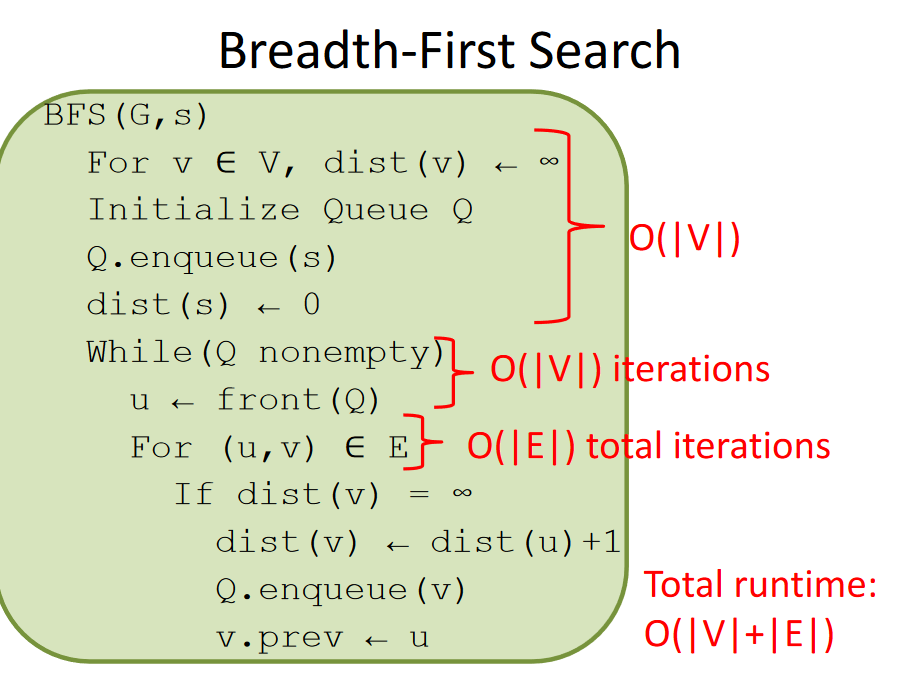 Breadth-First Search
BFS(G,s)
For v ∈ V, dist(v) ← ∞
Initialize Queue Q
O(|V|)
Q.enqueue(s)
dist(s) ← 0
While(Q nonempty)
O(|V|) iterations
u ← front(Q)
For (u,v) ∈ E
O(|E|) total iterations
If dist(v) = ∞
dist(v) ← dist(u)+1
Q.enqueue(v)
v.prev ← u
Total runtime:
O(|V|+|E|)